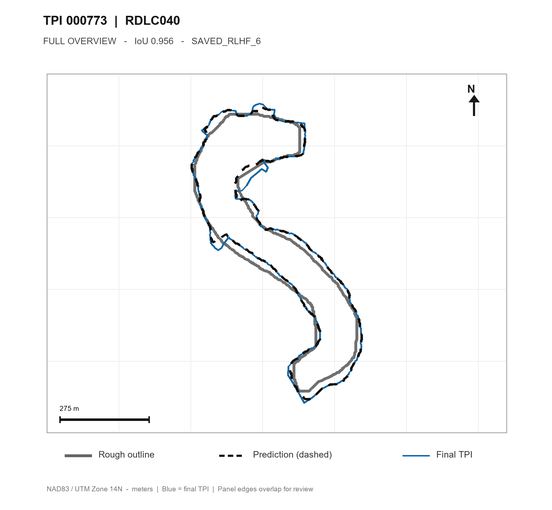 TPI 000773 | RDLC040
FULL OVERVIEW - IoU 0.956 - SAVED_RLHF_6
N
275 m
Rough outline
Prediction (dashed)
Final TPI
NAD83 / UTM Zone 14N - meters | Blue = final TPI | Panel edges overlap for review